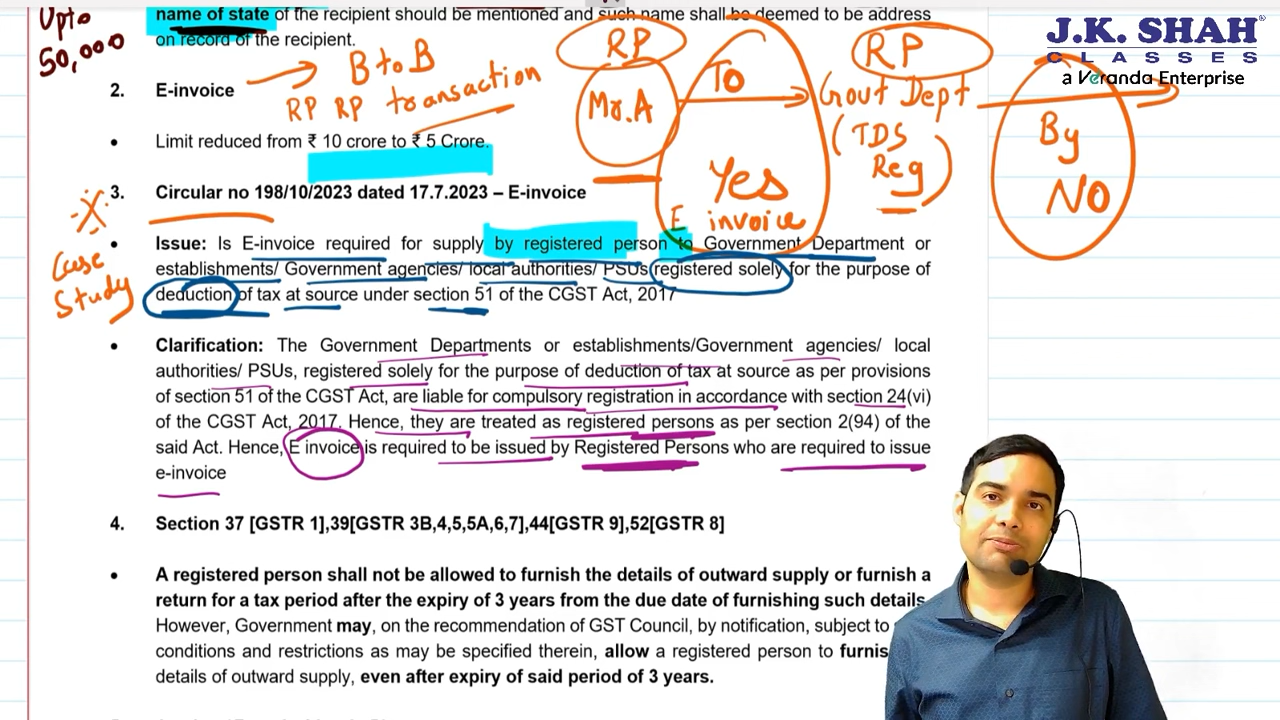 Upto
50,000
name of state of the recipient should be mentioned and such name shall be deemed to be address
on record of the recipient.
RP
RP
J.K. SHAH®
CLASSES
a Veranda Enterprise
2. E-invoice
B to B
RP RP transaction
Mr. A
To
Govt Dept
(TDS
Reg)
By
NO
Yes
E invoice
• Limit reduced from ₹ 10 crore to ₹ 5 Crore.
3. Circular no 198/10/2023 dated 17.7.2023 – E-invoice
Case
Study
• Issue: Is E-invoice required for supply by registered person to Government Department or
establishments/ Government agencies/ local authorities/ PSUs registered solely for the purpose of
deduction of tax at source under section 51 of the CGST Act, 2017
• Clarification: The Government Departments or establishments/Government agencies/ local
authorities/ PSUs, registered solely for the purpose of deduction of tax at source as per provisions
of section 51 of the CGST Act, are liable for compulsory registration in accordance with section 24(vi)
of the CGST Act, 2017. Hence, they are treated as registered persons as per section 2(94) of the
said Act. Hence, E invoice is required to be issued by Registered Persons who are required to issue
e-invoice
4. Section 37 [GSTR 1],39[GSTR 3B,4,5,5A,6,7],44[GSTR 9],52[GSTR 8]
• A registered person shall not be allowed to furnish the details of outward supply or furnish a
return for a tax period after the expiry of 3 years from the due date of furnishing such details
However, Government may, on the recommendation of GST Council, by notification, subject to
conditions and restrictions as may be specified therein, allow a registered person to furnis
details of outward supply, even after expiry of said period of 3 years.